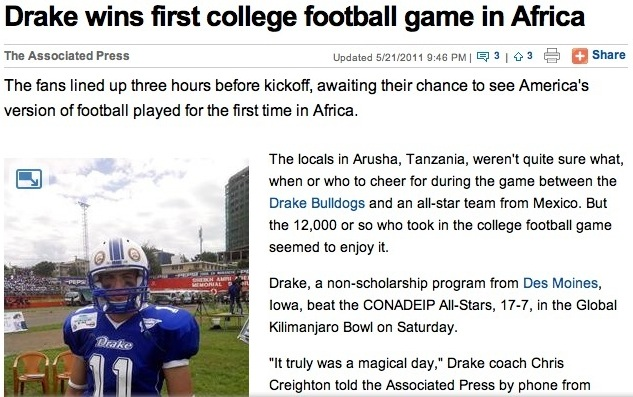 Drake wins first college football game in Africa
The Associated Press
Updated 5/21/2011 9:46 PM | 3 | 3 Share
The fans lined up three hours before kickoff, awaiting their chance to see America's
version of football played for the first time in Africa.
The locals in Arusha, Tanzania, weren't quite sure what,
when or who to cheer for during the game between the
Drake Bulldogs and an all-star team from Mexico. But
the 12,000 or so who took in the college football game
seemed to enjoy it.
Drake, a non-scholarship program from Des Moines,
Iowa, beat the CONADEIP All-Stars, 17-7, in the Global
Kilimanjaro Bowl on Saturday.
"It truly was a magical day," Drake coach Chris
Creighton told the Associated Press by phone from
PEPSI
SHEIKH AMRI
MEMORIAL
Drake
11